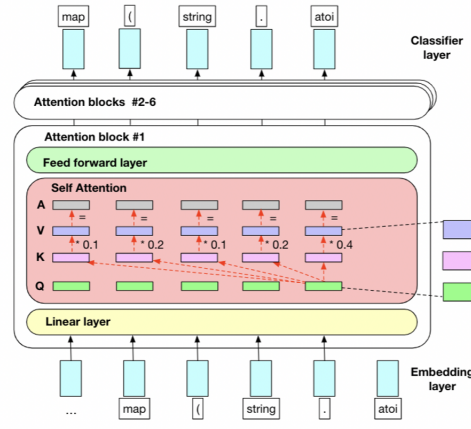 map ( string . atoi
Classifier
layer
Attention blocks #2-6
Attention block #1
Feed forward layer
Self Attention
A
= = = = =
V
* 0.1 * 0.2 * 0.1 * 0.2 * 0.4
K
Q
Linear layer
Embedding
layer
... map ( string . atoi